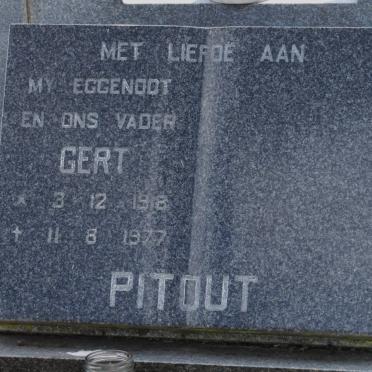 MET LIEFDE AAN
MY EGGENOOT
EN ONS VADER
GERT
* 3 - 12 - 1918
† 11 - 8 - 1977
PITOUT